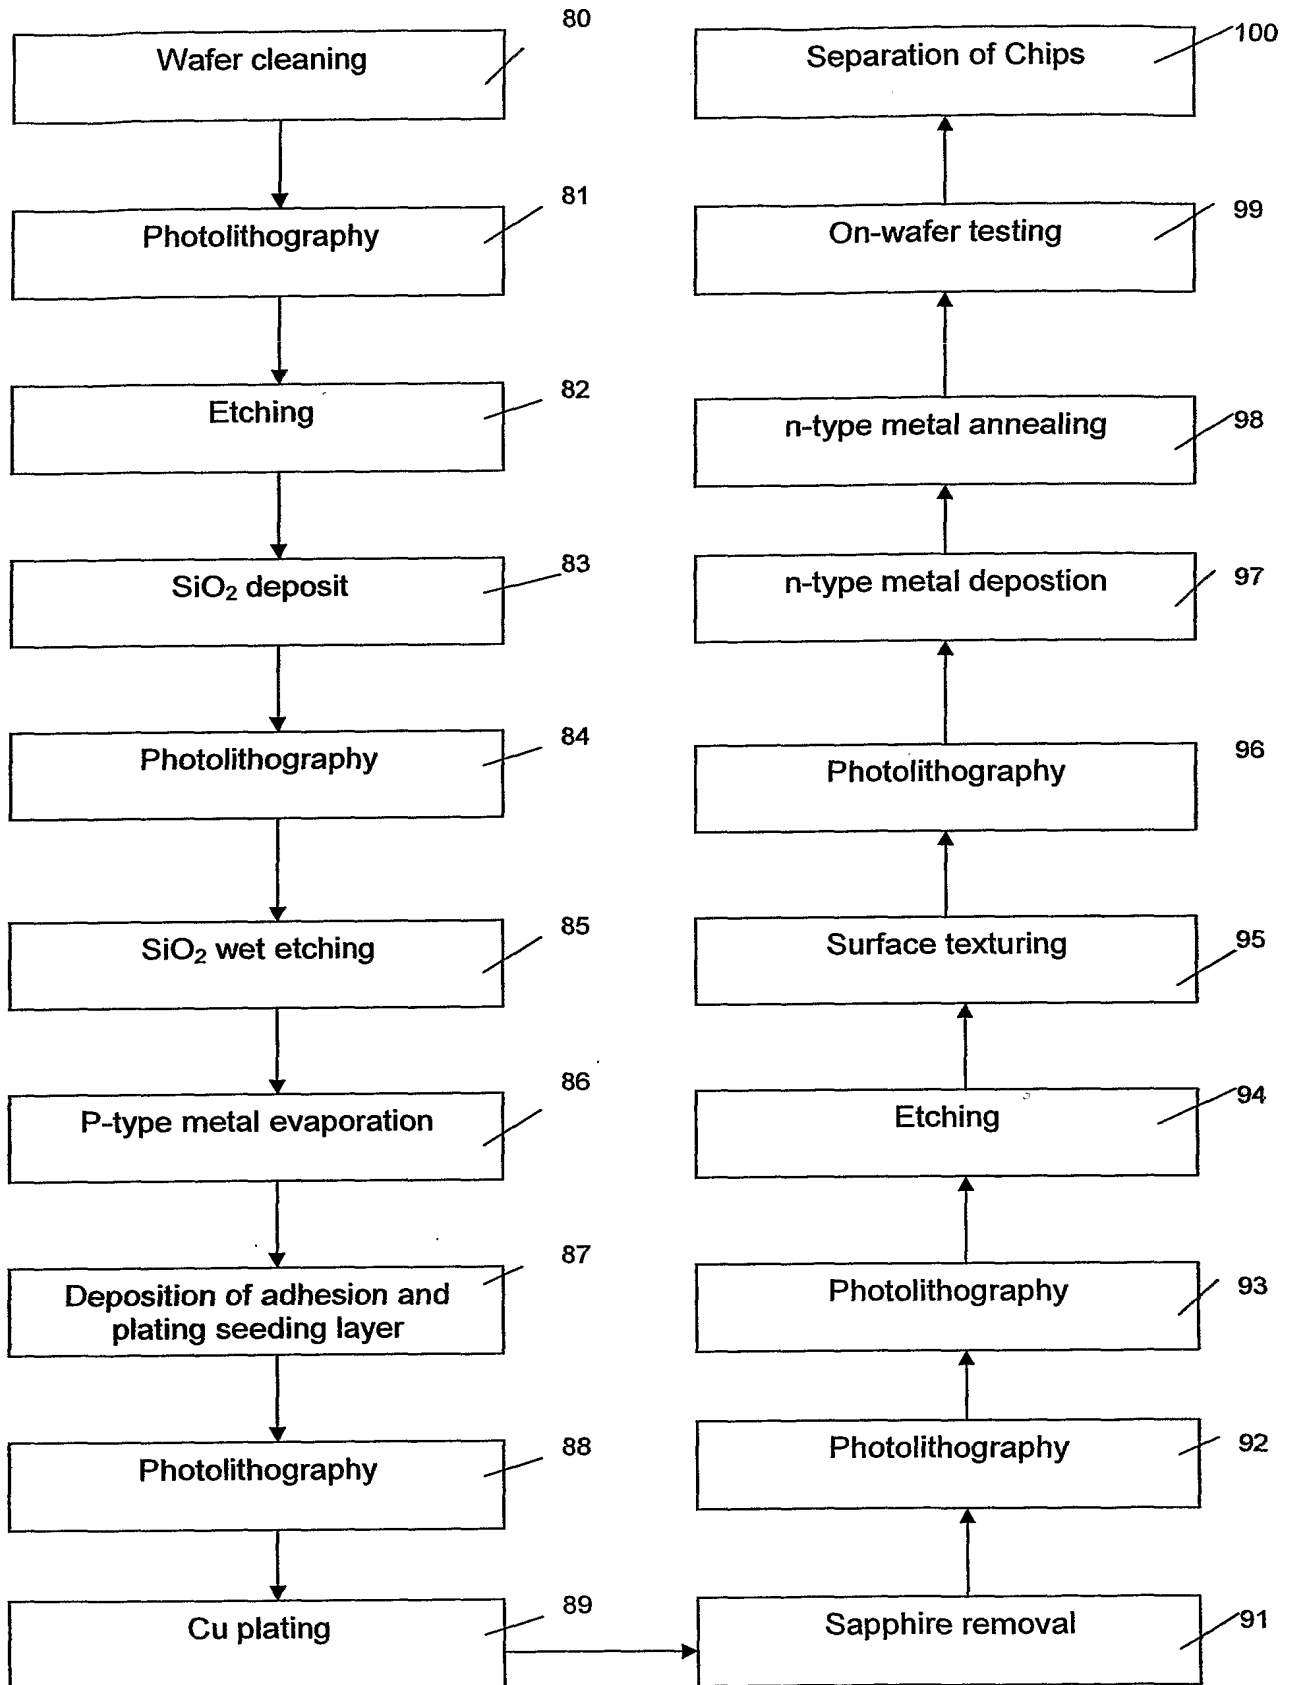 80
Wafer cleaning
81
Photolithography
82
Etching
83
SiO₂ deposit
84
Photolithography
85
SiO₂ wet etching
86
P-type metal evaporation
87
Deposition of adhesion and
plating seeding layer
88
Photolithography
89
Cu plating
91
Sapphire removal
92
Photolithography
93
Photolithography
94
Etching
95
Surface texturing
96
Photolithography
97
n-type metal depostion
98
n-type metal annealing
99
On-wafer testing
100
Separation of Chips